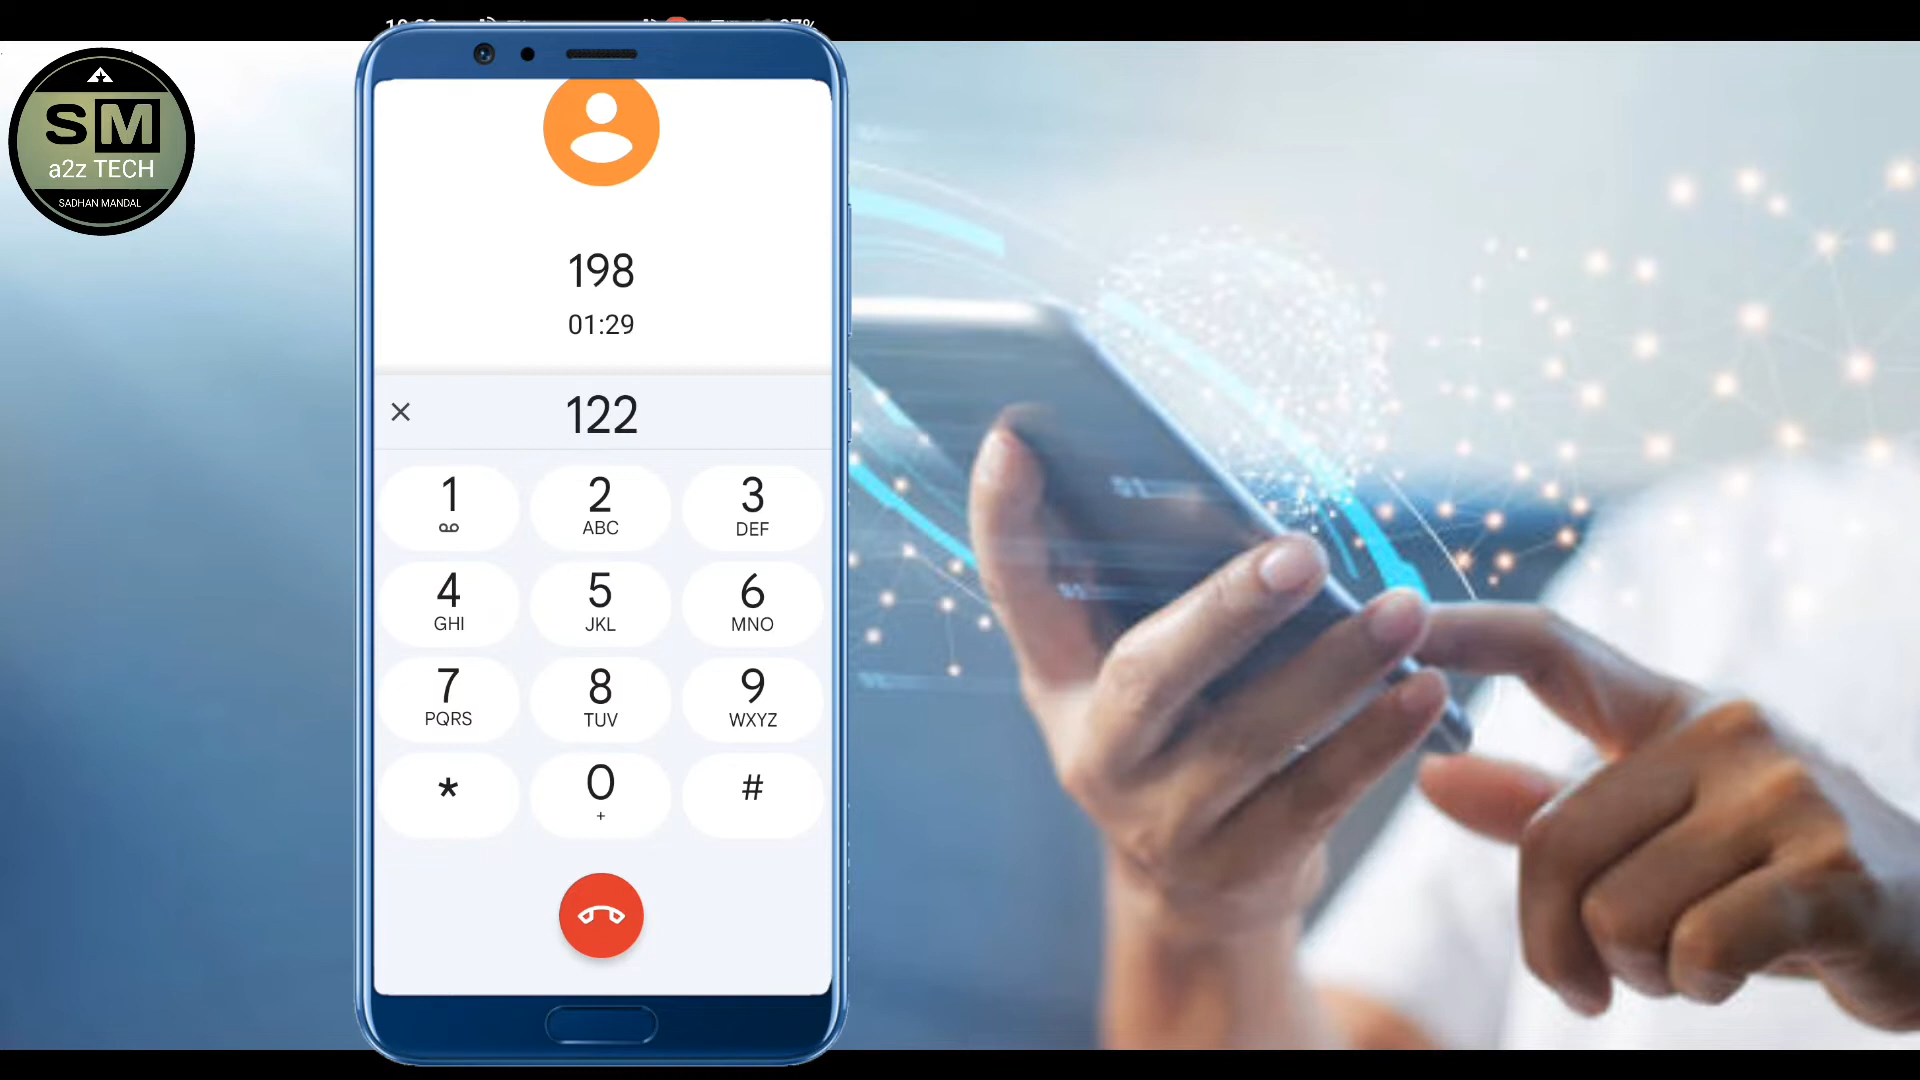 SM
a2z TECH
SADHAN MANDAL
198
01:29
122
1
2
ABC
3
DEF
4
GHI
5
JKL
6
MNO
7
PQRS
8
TUV
9
WXYZ
*
0
+
#